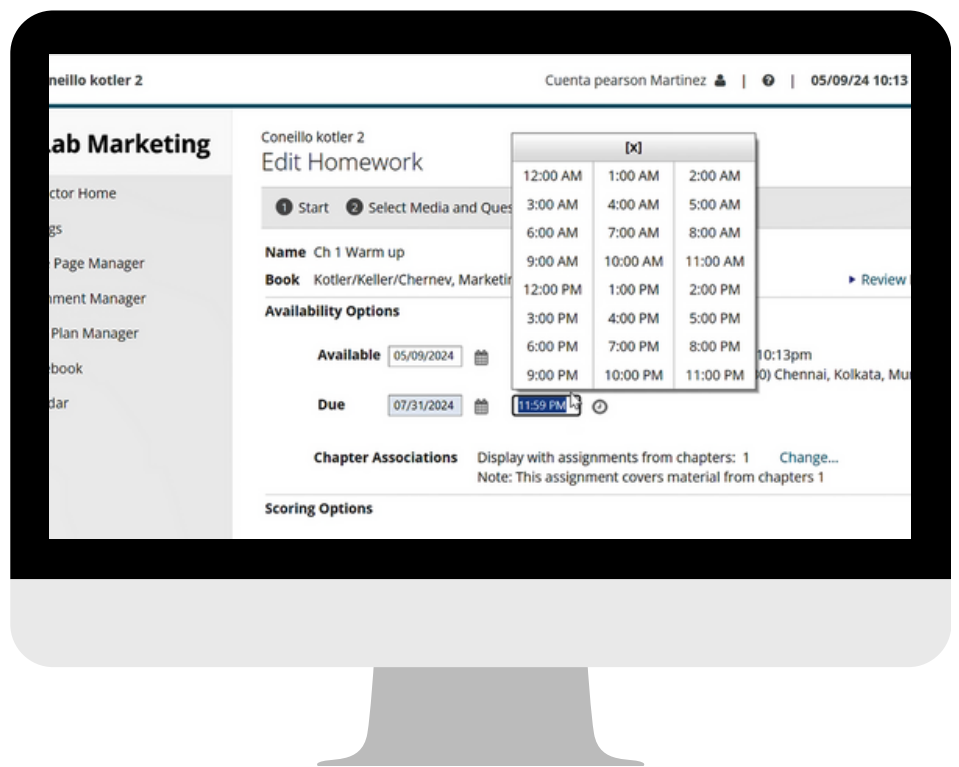 neillo kotler 2
Cuenta pearson Martinez | ? | 05/09/24 10:13
ab Marketing
ctor Home
gs
Page Manager
nment Manager
Plan Manager
book
dar
Coneillo kotler 2
Edit Homework
1 Start 2 Select Media and Ques
Name Ch 1 Warm up
Book Kotler/Keller/Chernev, Marketin
Review
Availability Options
[x]
12:00 AM 1:00 AM 2:00 AM
3:00 AM 4:00 AM 5:00 AM
6:00 AM 7:00 AM 8:00 AM
9:00 AM 10:00 AM 11:00 AM
12:00 PM 1:00 PM 2:00 PM
3:00 PM 4:00 PM 5:00 PM
6:00 PM 7:00 PM 8:00 PM
9:00 PM 10:00 PM 11:00 PM
Available 05/09/2024
10:13pm
0) Chennai, Kolkata, Mu
Due 07/31/2024 11:59 PM
Chapter Associations Display with assignments from chapters: 1 Change...
Note: This assignment covers material from chapters 1
Scoring Options